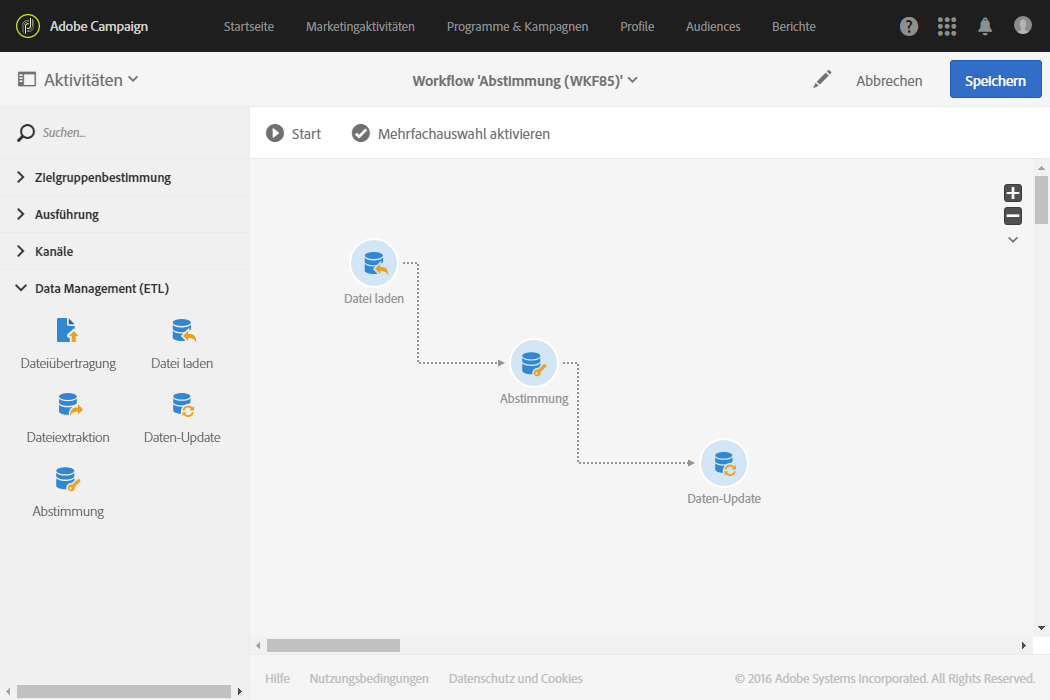 Adobe Campaign
Startseite
Marketingaktivitäten
Programme & Kampagnen
Profile
Audiences
Berichte
Aktivitäten
Workflow 'Abstimmung (WKF85)'
Abbrechen
Speichern
Suchen...
Start
Mehrfachauswahl aktivieren
Zielgruppenbestimmung
Ausführung
Kanäle
Data Management (ETL)
Dateiübertragung
Datei laden
Dateiextraktion
Daten-Update
Abstimmung
Datei laden
Abstimmung
Daten-Update
Hilfe
Nutzungsbedingungen
Datenschutz und Cookies
© 2016 Adobe Systems Incorporated. All Rights Reserved.